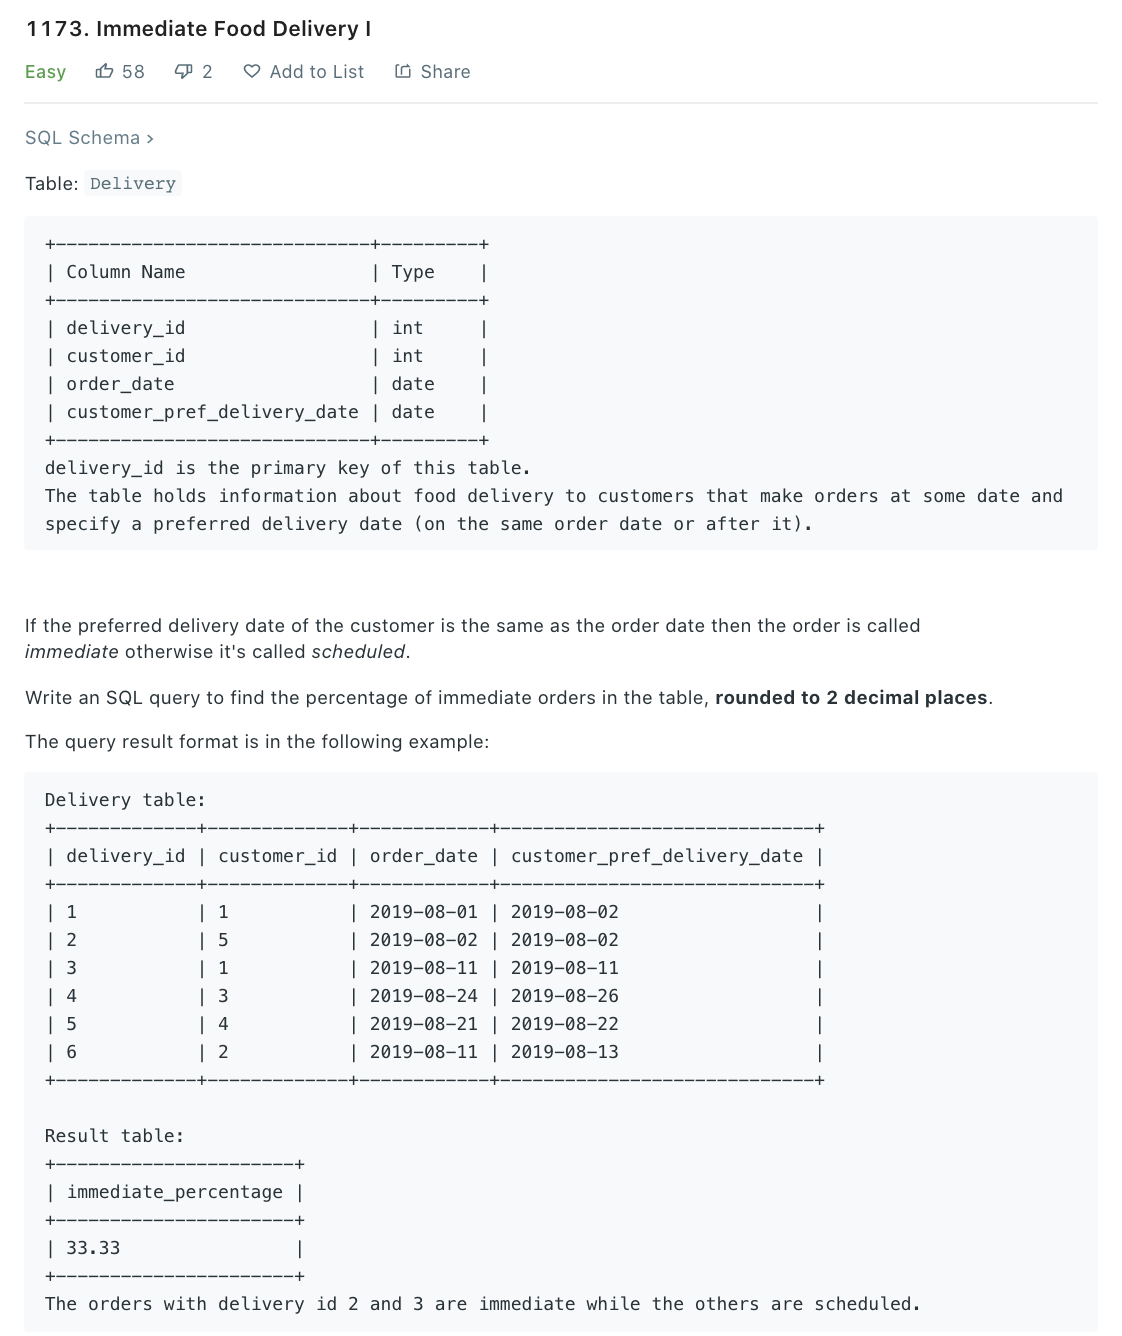 1173. Immediate Food Delivery I
Easy 58 2 Add to List Share
SQL Schema >
Table: Delivery
+-----------------------------+---------+
| Column Name                 | Type    |
+-----------------------------+---------+
| delivery_id                 | int     |
| customer_id                 | int     |
| order_date                  | date    |
| customer_pref_delivery_date | date    |
+-----------------------------+---------+
delivery_id is the primary key of this table.
The table holds information about food delivery to customers that make orders at some date and
specify a preferred delivery date (on the same order date or after it).
If the preferred delivery date of the customer is the same as the order date then the order is called
immediate otherwise it's called scheduled.
Write an SQL query to find the percentage of immediate orders in the table, rounded to 2 decimal places.
The query result format is in the following example:
Delivery table:
+-------------+-------------+------------+-----------------------------+
| delivery_id | customer_id | order_date | customer_pref_delivery_date |
+-------------+-------------+------------+-----------------------------+
| 1           | 1           | 2019-08-01 | 2019-08-02                  |
| 2           | 5           | 2019-08-02 | 2019-08-02                  |
| 3           | 1           | 2019-08-11 | 2019-08-11                  |
| 4           | 3           | 2019-08-24 | 2019-08-26                  |
| 5           | 4           | 2019-08-21 | 2019-08-22                  |
| 6           | 2           | 2019-08-11 | 2019-08-13                  |
+-------------+-------------+------------+-----------------------------+
Result table:
+----------------------+
| immediate_percentage |
+----------------------+
| 33.33                |
+----------------------+
The orders with delivery id 2 and 3 are immediate while the others are scheduled.